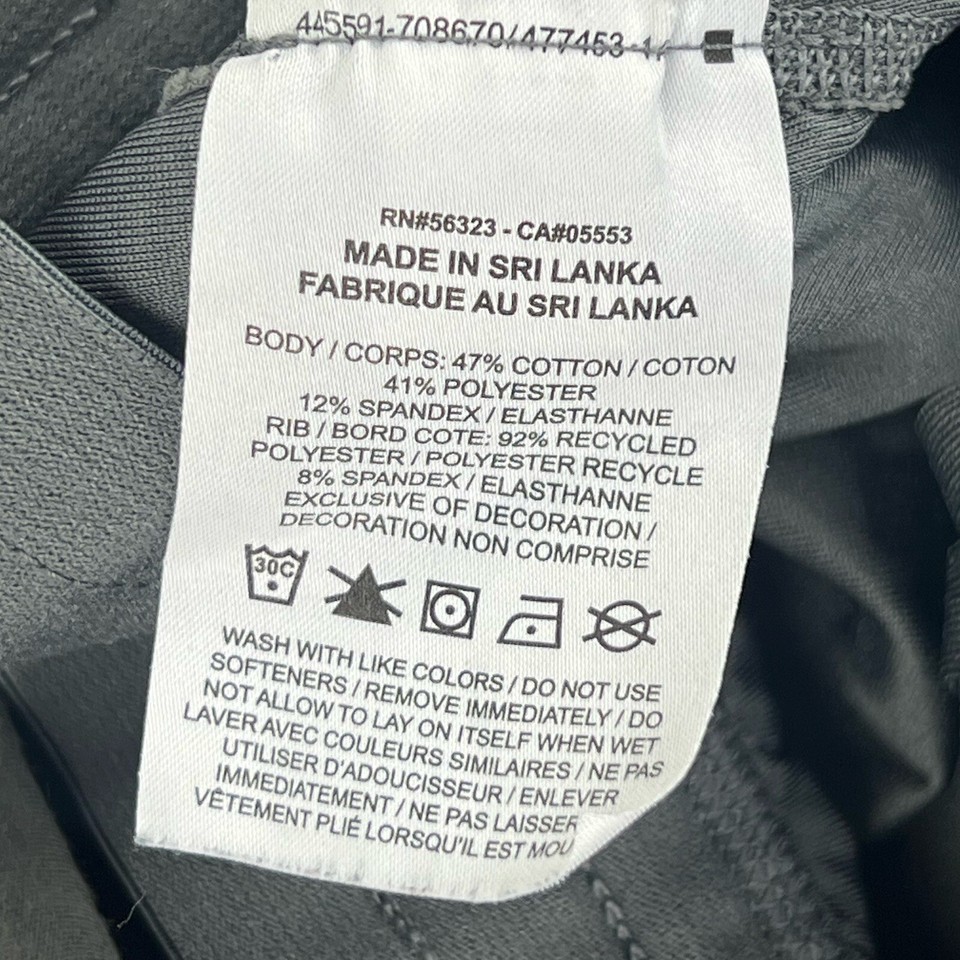 445591-708670/477453-1
RN#56323 - CA#05553
MADE IN SRI LANKA
FABRIQUE AU SRI LANKA
BODY / CORPS: 47% COTTON / COTON
41% POLYESTER
12% SPANDEX / ELASTHANNE
RIB / BORD COTE: 92% RECYCLED
POLYESTER / POLYESTER RECYCLE
8% SPANDEX / ELASTHANNE
EXCLUSIVE OF DECORATION /
DECORATION NON COMPRISE
30C
WASH WITH LIKE COLORS / DO NOT USE
SOFTENERS / REMOVE IMMEDIATELY / DO
NOT ALLOW TO LAY ON ITSELF WHEN WET
LAVER AVEC COULEURS SIMILAIRES / NE PAS
UTILISER D'ADOUCISSEUR / ENLEVER
IMMEDIATEMENT / NE PAS LAISSER
VÊTEMENT PLIÉ LORSQU'IL EST MOU